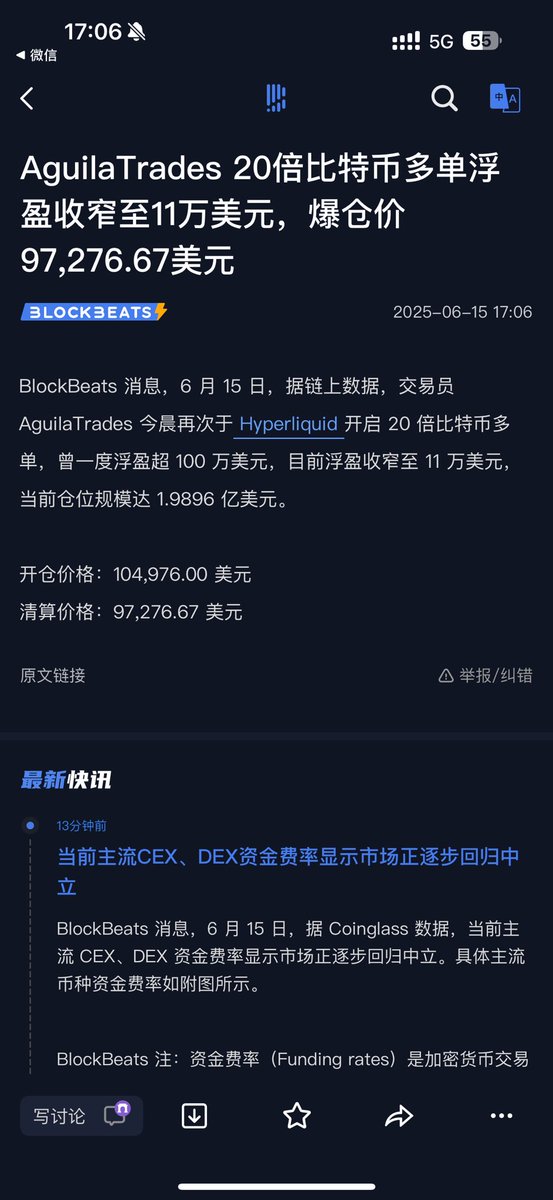 17:06
5G
55
微信
中 A
AguilaTrades 20倍比特币多单浮
盈收窄至11万美元，爆仓价
97,276.67美元
BLOCKBEATS
2025-06-15 17:06
BlockBeats 消息，6 月 15 日，据链上数据，交易员
AguilaTrades 今晨再次于 Hyperliquid 开启 20 倍比特币多
单，曾一度浮盈超 100 万美元，目前浮盈收窄至 11 万美元，
当前仓位规模达 1.9896 亿美元。
开仓价格：104,976.00 美元
清算价格：97,276.67 美元
原文链接
举报/纠错
最新快讯
13分钟前
当前主流CEX、DEX资金费率显示市场正逐步回归中
立
BlockBeats 消息，6 月 15 日，据 Coinglass 数据，当前主
流 CEX、DEX 资金费率显示市场正逐步回归中立。具体主流
币种资金费率如附图所示。
BlockBeats 注：资金费率（Funding rates）是加密货币交易
写讨论